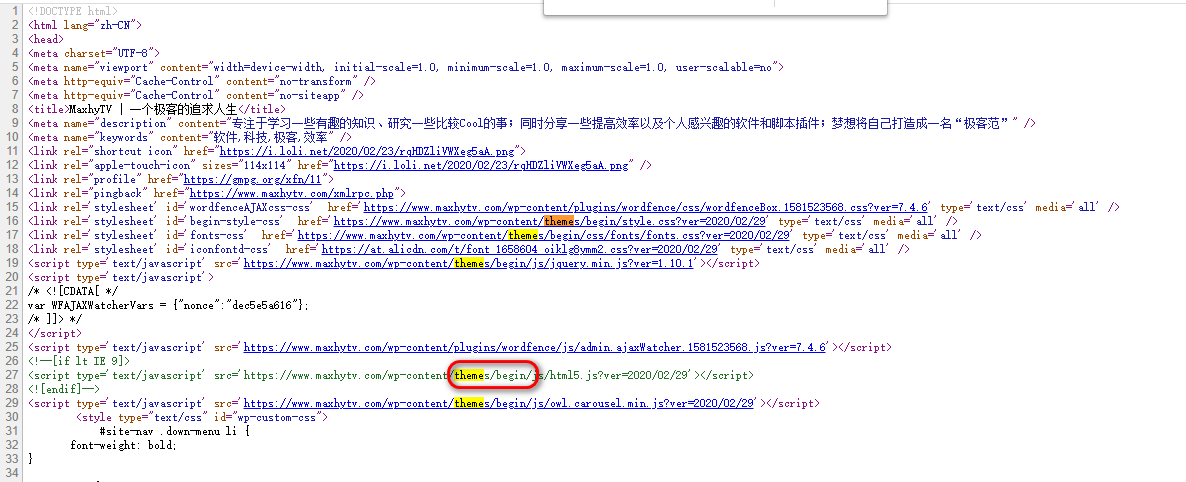 1 <!DOCTYPE html>
2 <html lang="zh-CN">
3 <head>
4 <meta charset="UTF-8">
5 <meta name="viewport" content="width=device-width, initial-scale=1.0, minimum-scale=1.0, maximum-scale=1.0, user-scalable=no">
6 <meta http-equiv="Cache-Control" content="no-transform" />
7 <meta http-equiv="Cache-Control" content="no-siteapp" />
8 <title>MaxhyTV | 一个极客的追求人生</title>
9 <meta name="description" content="专注于学习一些有趣的知识、研究一些比较Cool的事；同时分享一些提高效率以及个人感兴趣的软件和脚本插件；梦想将自己打造成一名“极客范”" />
10 <meta name="keywords" content="软件,科技,极客,效率" />
11 <link rel="shortcut icon" href="https://i.loli.net/2020/02/23/rqHDZliVWXeg5aA.png">
12 <link rel="apple-touch-icon" sizes="114x114" href="https://i.loli.net/2020/02/23/rqHDZliVWXeg5aA.png" />
13 <link rel="profile" href="https://gmpg.org/xfn/11">
14 <link rel="pingback" href="https://www.maxhytv.com/xmlrpc.php">
15 <link rel='stylesheet' id='wordfenceAJAXcss-css'  href='https://www.maxhytv.com/wp-content/plugins/wordfence/css/wordfenceBox.1581523568.css?ver=7.4.6' type='text/css' media='all' />
16 <link rel='stylesheet' id='begin-style-css'  href='https://www.maxhytv.com/wp-content/themes/begin/style.css?ver=2020/02/29' type='text/css' media='all' />
17 <link rel='stylesheet' id='fonts-css'  href='https://www.maxhytv.com/wp-content/themes/begin/css/fonts/fonts.css?ver=2020/02/29' type='text/css' media='all' />
18 <link rel='stylesheet' id='iconfontd-css'  href='https://at.alicdn.com/t/font_1658604_oiklg8ymm2.css?ver=2020/02/29' type='text/css' media='all' />
19 <script type='text/javascript' src='https://www.maxhytv.com/wp-content/themes/begin/js/jquery.min.js?ver=1.10.1'></script>
20 <script type='text/javascript'>
21 /* <![CDATA[ */
22 var WFAJAXWatcherVars = {"nonce":"dec5e5a616"};
23 /* ]]> */
24 </script>
25 <script type='text/javascript' src='https://www.maxhytv.com/wp-content/plugins/wordfence/js/admin.ajaxWatcher.1581523568.js?ver=7.4.6'></script>
26 <!--[if lt IE 9]>
27 <script type='text/javascript' src='https://www.maxhytv.com/wp-content/themes/begin/js/html5.js?ver=2020/02/29'></script>
28 <![endif]-->
29 <script type='text/javascript' src='https://www.maxhytv.com/wp-content/themes/begin/js/owl.carousel.min.js?ver=2020/02/29'></script>
30 <style type="text/css" id="wp-custom-css">
31 #site-nav .down-menu li {
32 font-weight: bold;
33 }
34